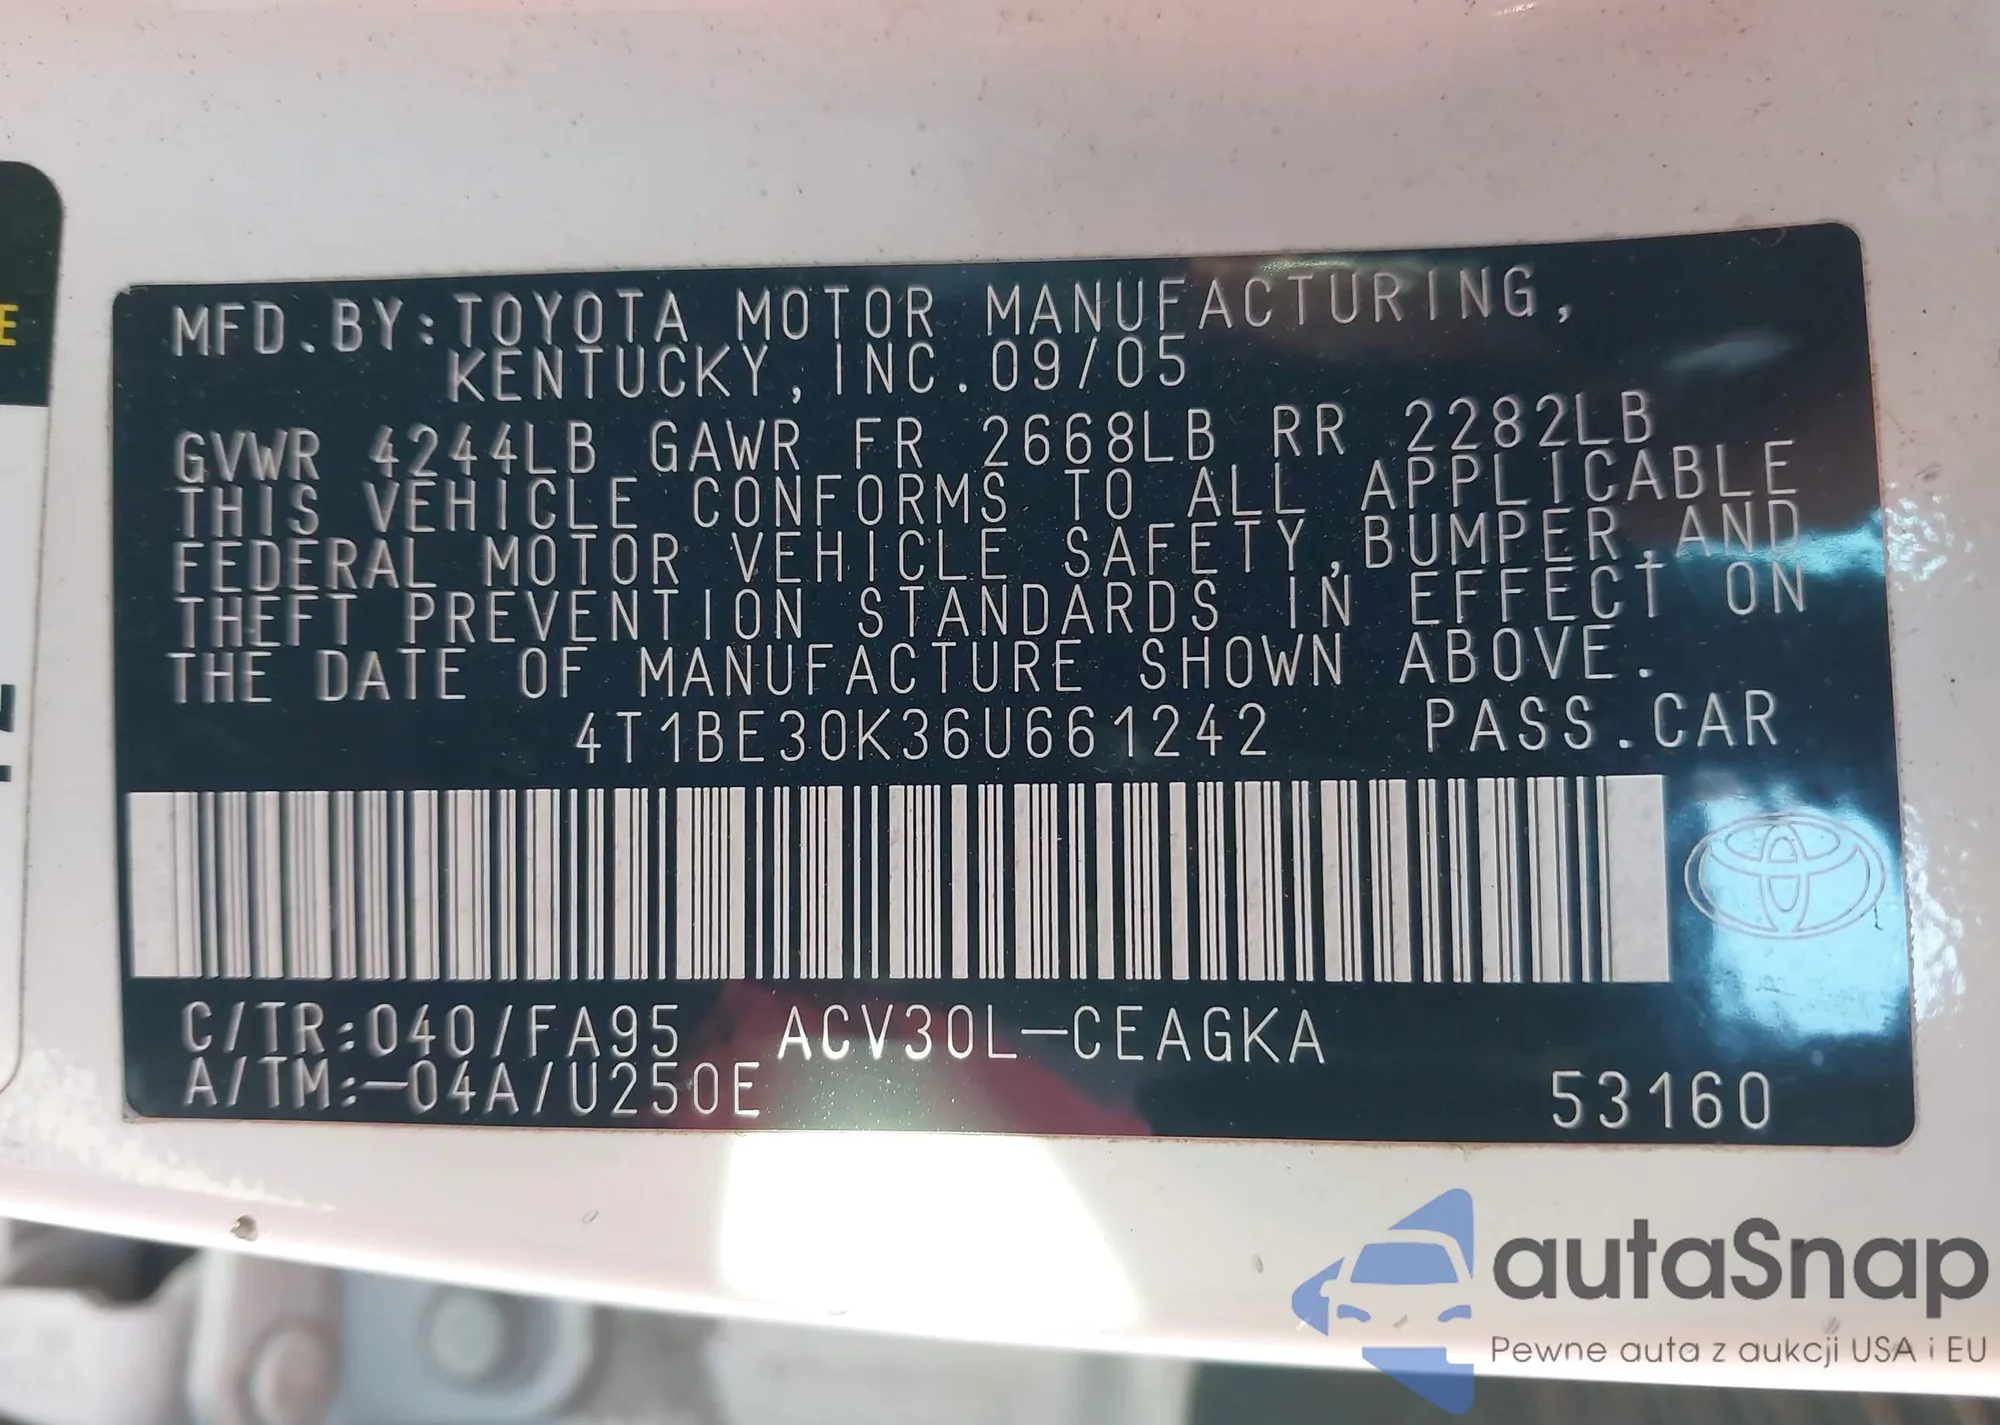 MFD.BY:TOYOTA MOTOR MANUFACTURING,
KENTUCKY,INC.09/05
GVWR 4244LB GAWR FR 2668LB RR 2282LB
THIS VEHICLE CONFORMS TO ALL APPLICABLE
FEDERAL MOTOR VEHICLE SAFETY,BUMPER,AND
THEFT PREVENTION STANDARDS IN EFFECT ON
THE DATE OF MANUFACTURE SHOWN ABOVE.
4T1BE30K36U661242 PASS.CAR
C/TR:040/FA95 ACV30L-CEAGKA
A/TM:-04A/U250E 53160
autaSnap
Pewne auta z aukcji USA i EU